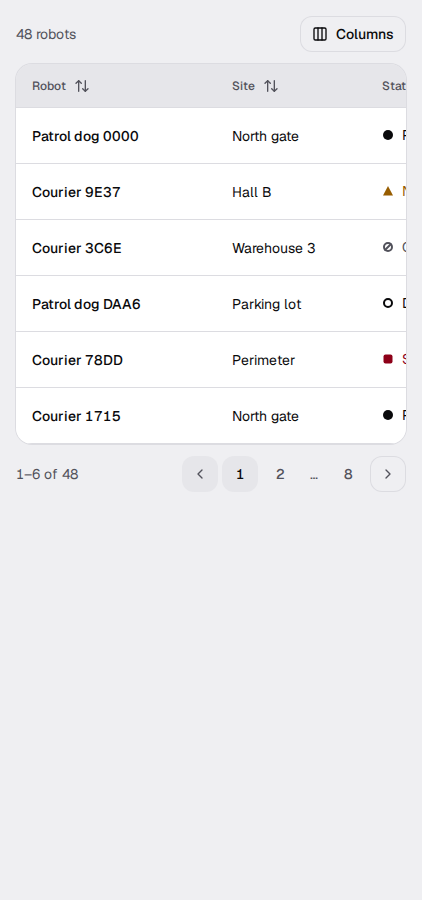 48 robots
Columns
Robot Site
Patrol dog 0000 North gate
Courier 9E37 Hall B
Courier 3C6E Warehouse 3
Patrol dog DAA6 Parking lot
Courier 78DD Perimeter
Courier 1715 North gate
1–6 of 48
1 2 … 8